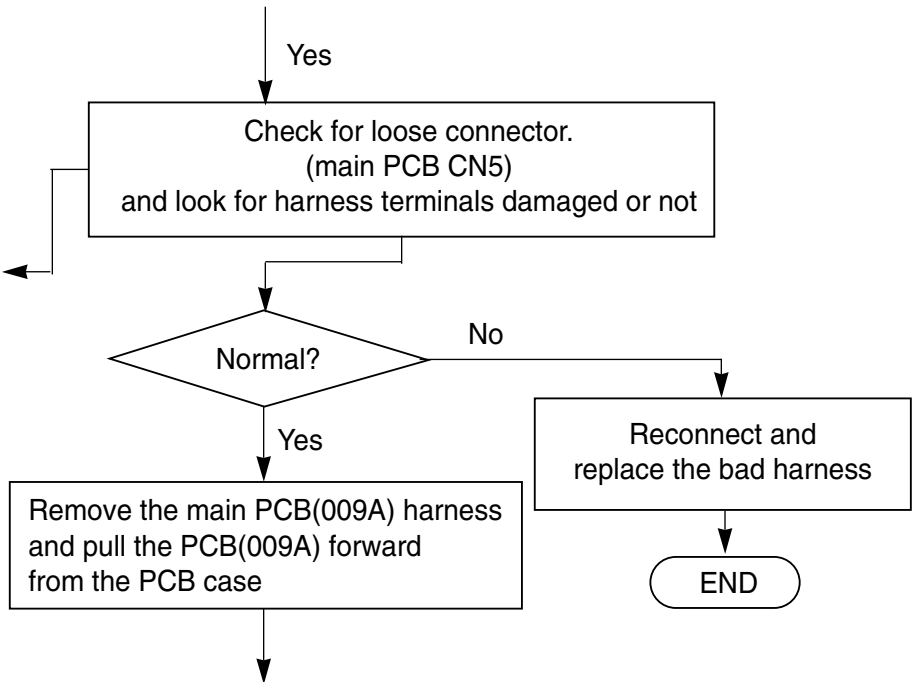 Yes
Check for loose connector.
(main PCB CN5)
and look for harness terminals damaged or not
Normal?
No
Yes
Reconnect and
replace the bad harness
Remove the main PCB(009A) harness
and pull the PCB(009A) forward
from the PCB case
END